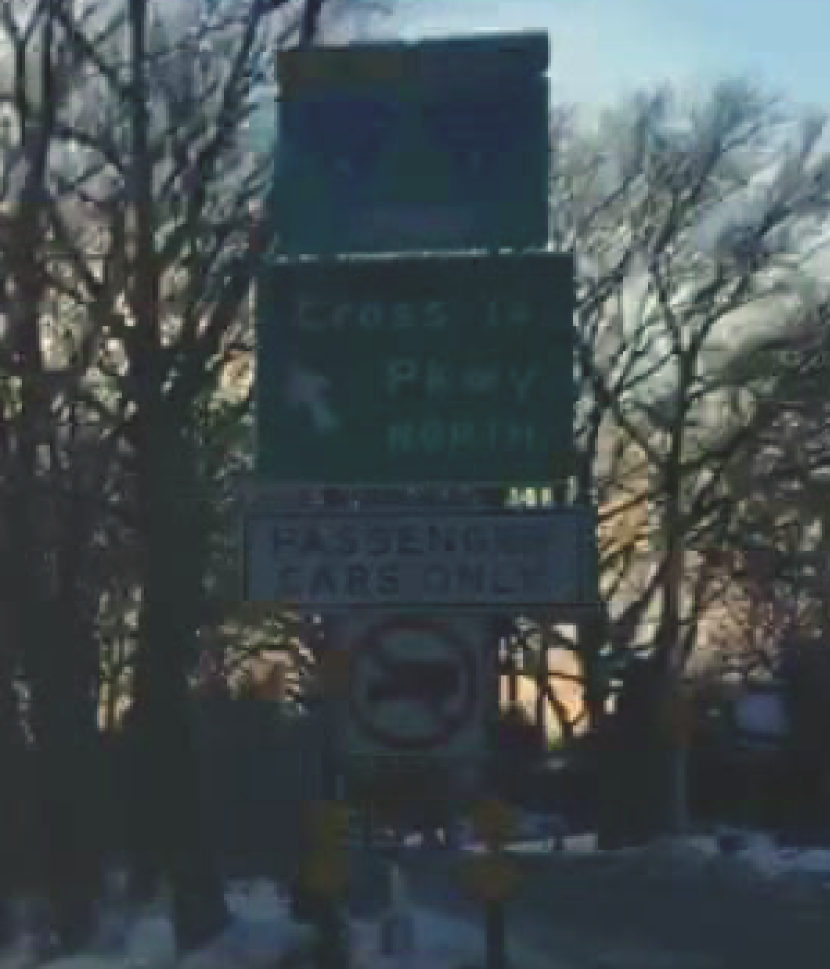 Cross Is
Pkwy
NORTH
PASSENGER
CARS ONLY